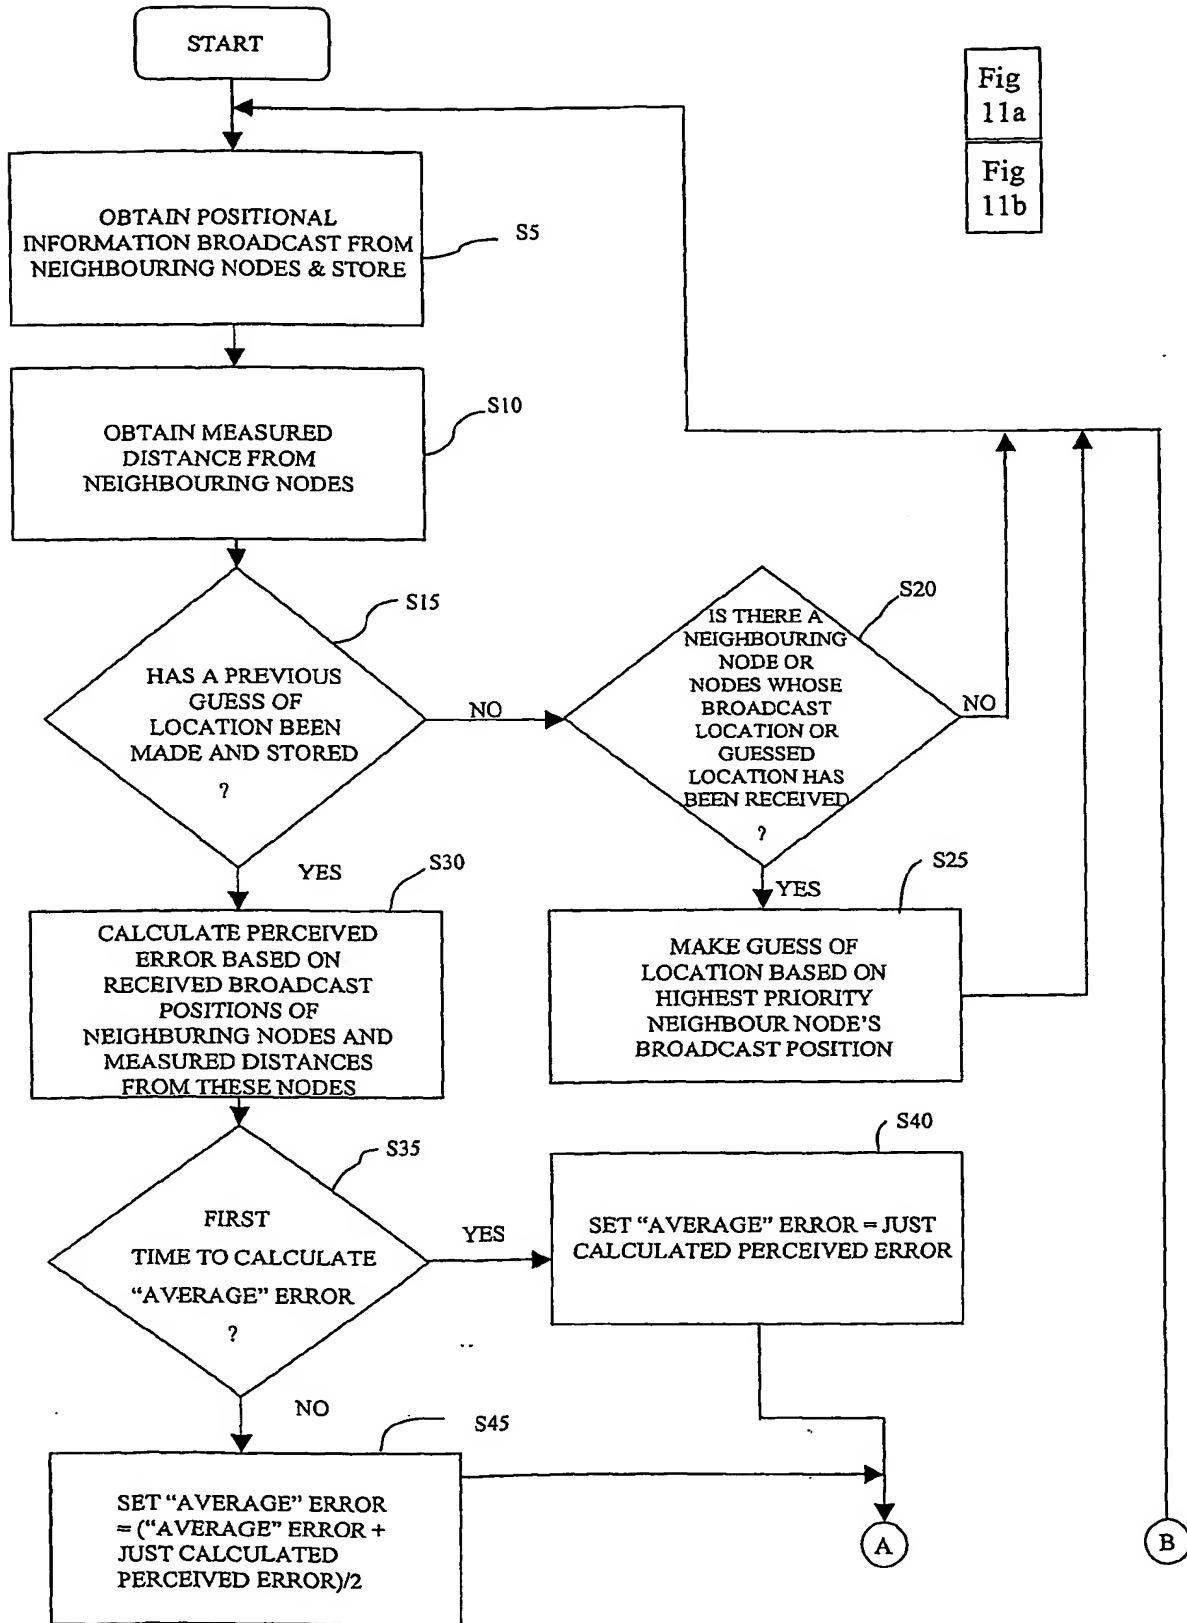 START
Fig
11a
Fig
11b
OBTAIN POSITIONAL
INFORMATION BROADCAST FROM
NEIGHBOURING NODES & STORE
S5
OBTAIN MEASURED
DISTANCE FROM
NEIGHBOURING NODES
S10
HAS A PREVIOUS
GUESS OF
LOCATION BEEN
MADE AND STORED
?
S15
NO
IS THERE A
NEIGHBOURING
NODE OR
NODES WHOSE
BROADCAST
LOCATION OR
GUESSED
LOCATION HAS
BEEN RECEIVED
?
S20
NO
YES
S30
YES
S25
CALCULATE PERCEIVED
ERROR BASED ON
RECEIVED BROADCAST
POSITIONS OF
NEIGHBURING NODES AND
MEASURED DISTANCES
FROM THESE NODES
MAKE GUESS OF
LOCATION BASED ON
HIGHEST PRIORITY
NEIGHBOUR NODE'S
BROADCAST POSITION
S35
FIRST
TIME TO CALCULATE
“AVERAGE” ERROR
?
YES
S40
SET “AVERAGE” ERROR = JUST
CALCULATED PERCEIVED ERROR
NO
S45
SET “AVERAGE” ERROR
= (“AVERAGE” ERROR +
JUST CALCULATED
PERCEIVED ERROR)/2
A
B